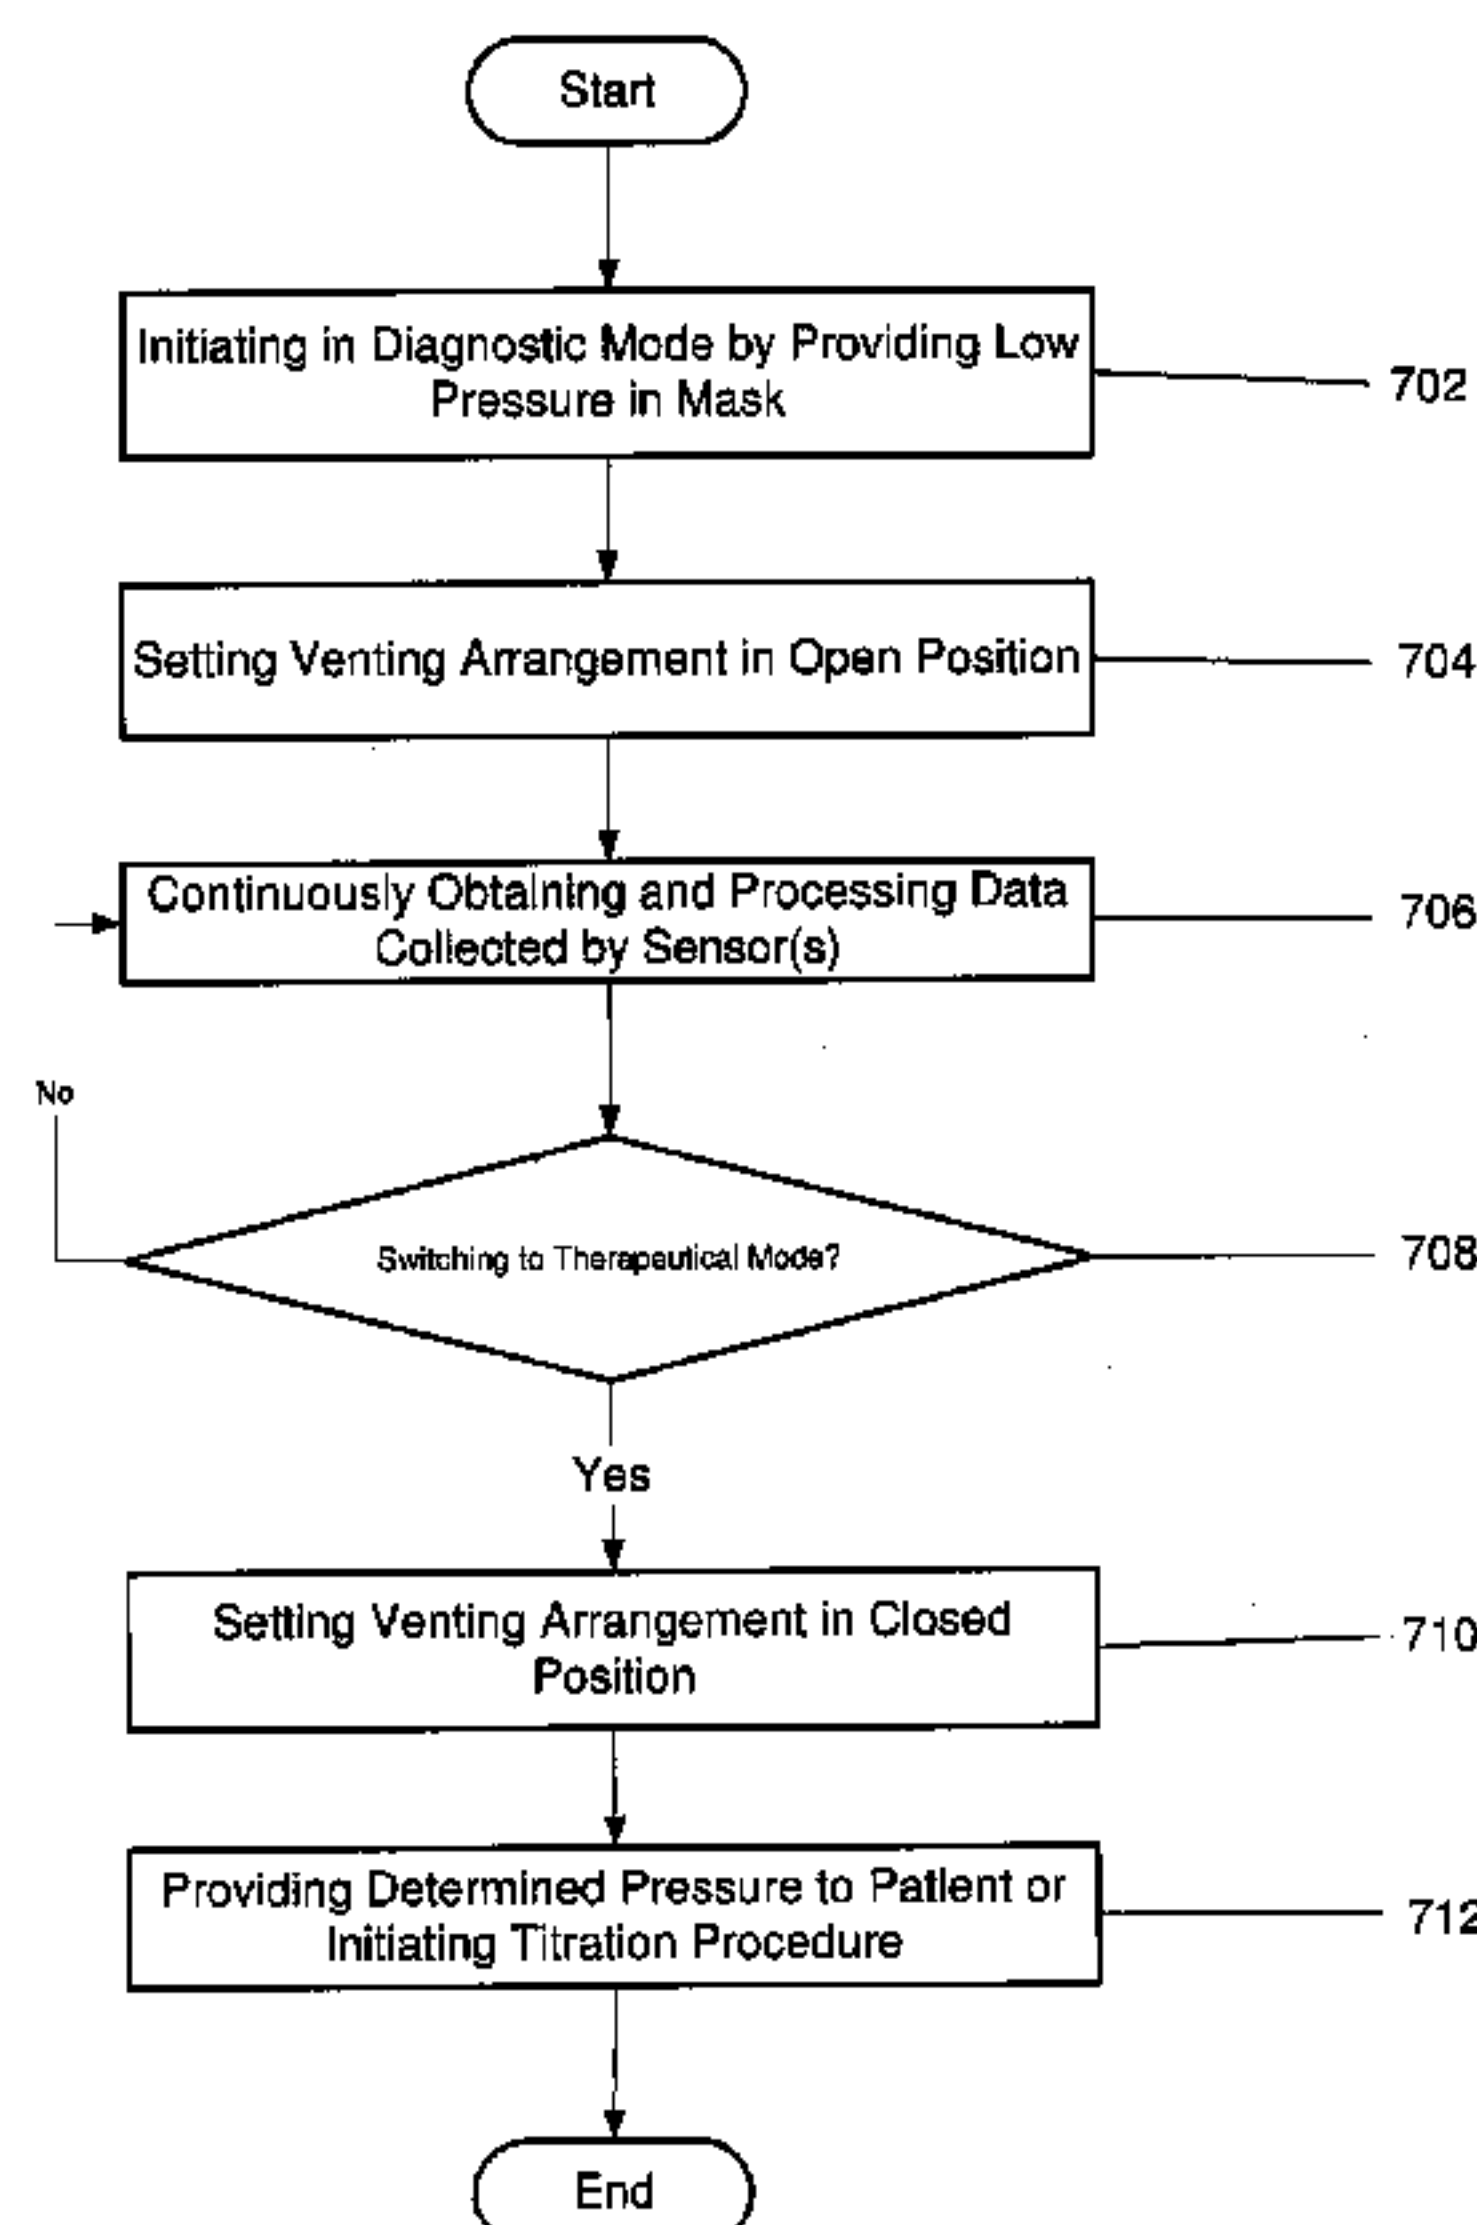 Start
Initiating in Diagnostic Mode by Providing Low
Pressure in Mask
702
Setting Venting Arrangement in Open Position
704
Continuously Obtaining and Processing Data
Collected by Sensor(s)
706
No
Switching to Therapeutical Mode?
708
Yes
Setting Venting Arrangement in Closed
Position
710
Providing Determined Pressure to Patient or
Initiating Titration Procedure
712
End